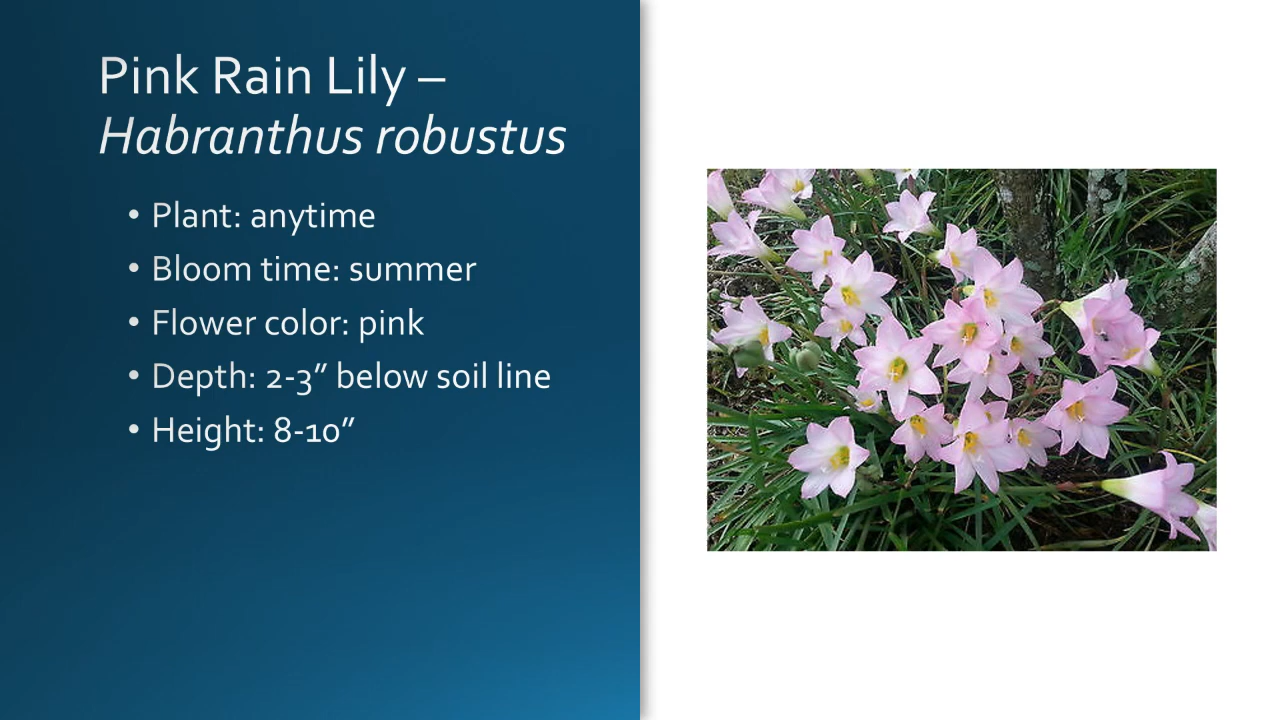 Pink Rain Lily –
Habranthus robustus
• Plant: anytime
• Bloom time: summer
• Flower color: pink
• Depth: 2-3” below soil line
• Height: 8-10”